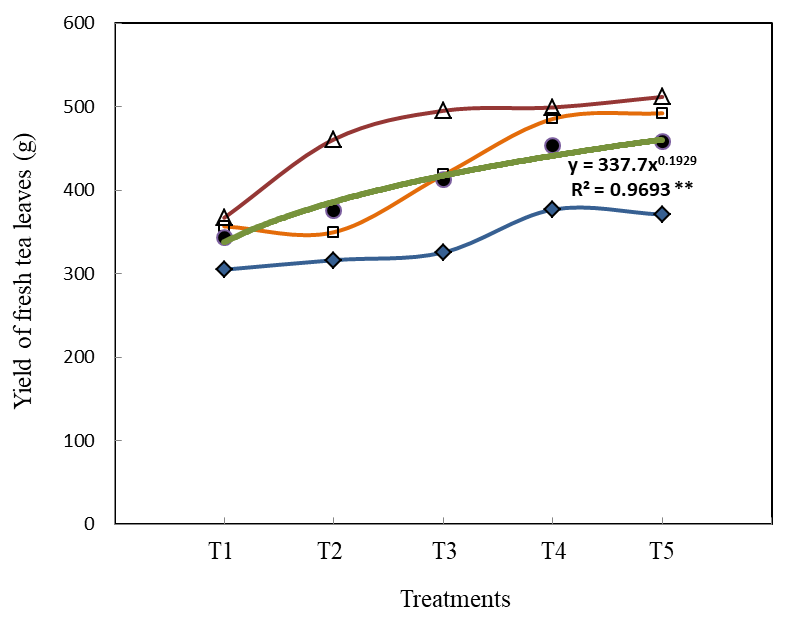 600
500
400
300
200
100
0
Yield of fresh tea leaves (g)
y = 337.7x^0.1929
R² = 0.9693 **
T1 T2 T3 T4 T5
Treatments